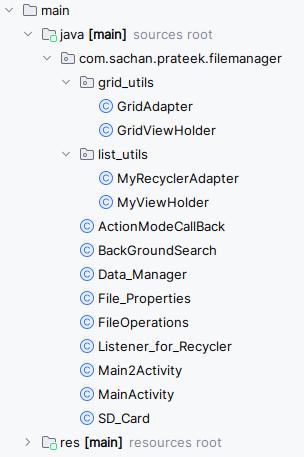 main
java [main] sources root
com.sachan.prateek.filemanager
grid_utils
GridAdapter
GridViewHolder
list_utils
MyRecyclerAdapter
MyViewHolder
ActionModeCallBack
BackGroundSearch
Data_Manager
File_Properties
FileOperations
Listener_for_Recycler
Main2Activity
MainActivity
SD_Card
res [main] resources root